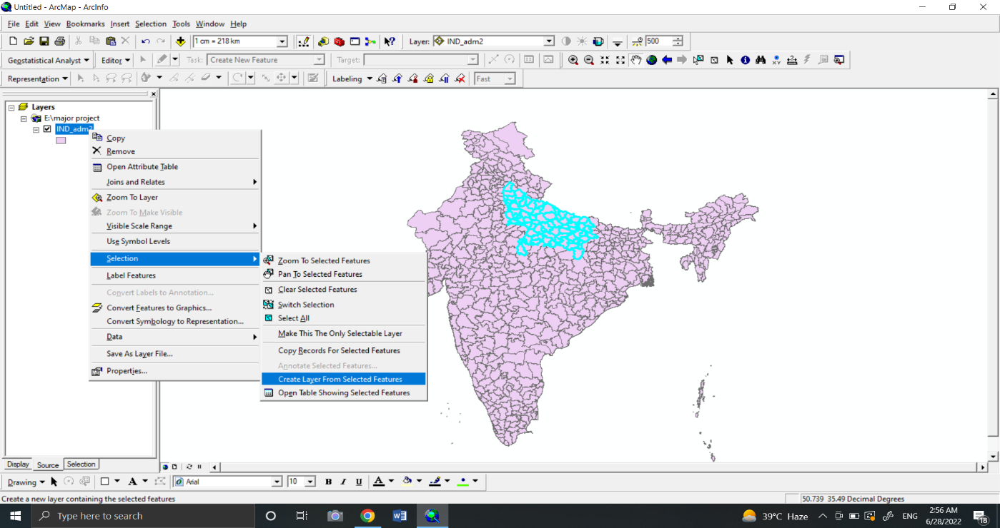 Untitled - ArcMap - ArcInfo
File Edit View Bookmarks Insert Selection Tools Window Help
1 cm = 218 km Layer: IND_adm2 500
Geostatistical Analyst Editor Task: Create New Feature Target:
Representation Labeling Fast
Layers
E:\major project
IND_adm2
Copy
Remove
Open Attribute Table
Joins and Relates
Zoom To Layer
Zoom To Make Visible
Visible Scale Range
Use Symbol Levels
Selection
Label Features
Convert Labels to Annotation...
Convert Features to Graphics...
Convert Symbology to Representation...
Data
Save As Layer File...
Properties...
Zoom To Selected Features
Pan To Selected Features
Clear Selected Features
Switch Selection
Select All
Make This The Only Selectable Layer
Copy Records For Selected Features
Annotate Selected Features...
Create Layer From Selected Features
Open Table Showing Selected Features
Display Source Selection
Drawing A Arial 10 B I U A
Create a new layer containing the selected features 50.739 35.49 Decimal Degrees
Type here to search 39°C Haze ENG 2:56 AM
6/28/2022 18